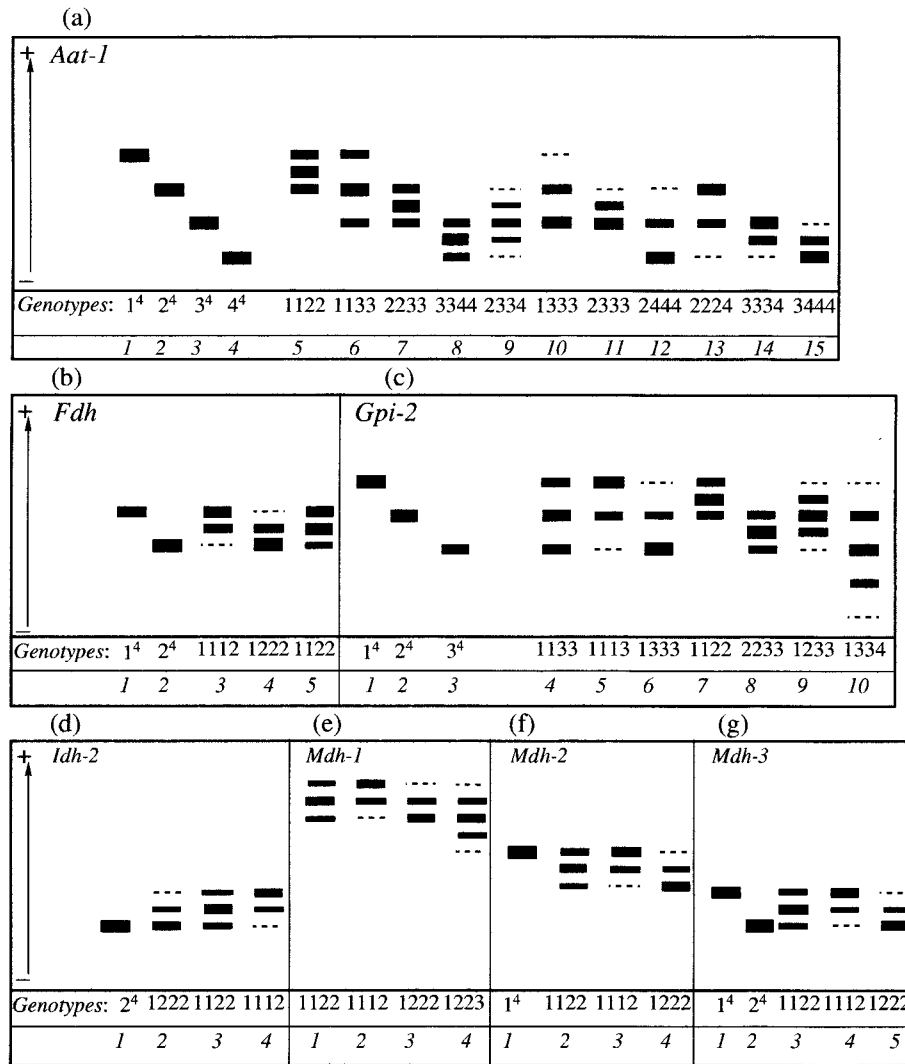 (a)
+ Aat-1
−
Genotypes: 1⁴ 2⁴ 3⁴ 4⁴ 1122 1133 2233 3344 2334 1333 2333 2444 2224 3334 3444
1 2 3 4 5 6 7 8 9 10 11 12 13 14 15
(b) (c)
+ Fdh Gpi-2
−
Genotypes: 1⁴ 2⁴ 1112 1222 1122 1⁴ 2⁴ 3⁴ 1133 1113 1333 1122 2233 1233 1334
1 2 3 4 5 1 2 3 4 5 6 7 8 9 10
(d) (e) (f) (g)
+ Idh-2 Mdh-1 Mdh-2 Mdh-3
−
Genotypes: 2⁴ 1222 1122 1112 1122 1112 1222 1223 1⁴ 1122 1112 1222 1⁴ 2⁴ 1122 1112 1222
1 2 3 4 1 2 3 4 1 2 3 4 1 2 3 4 5